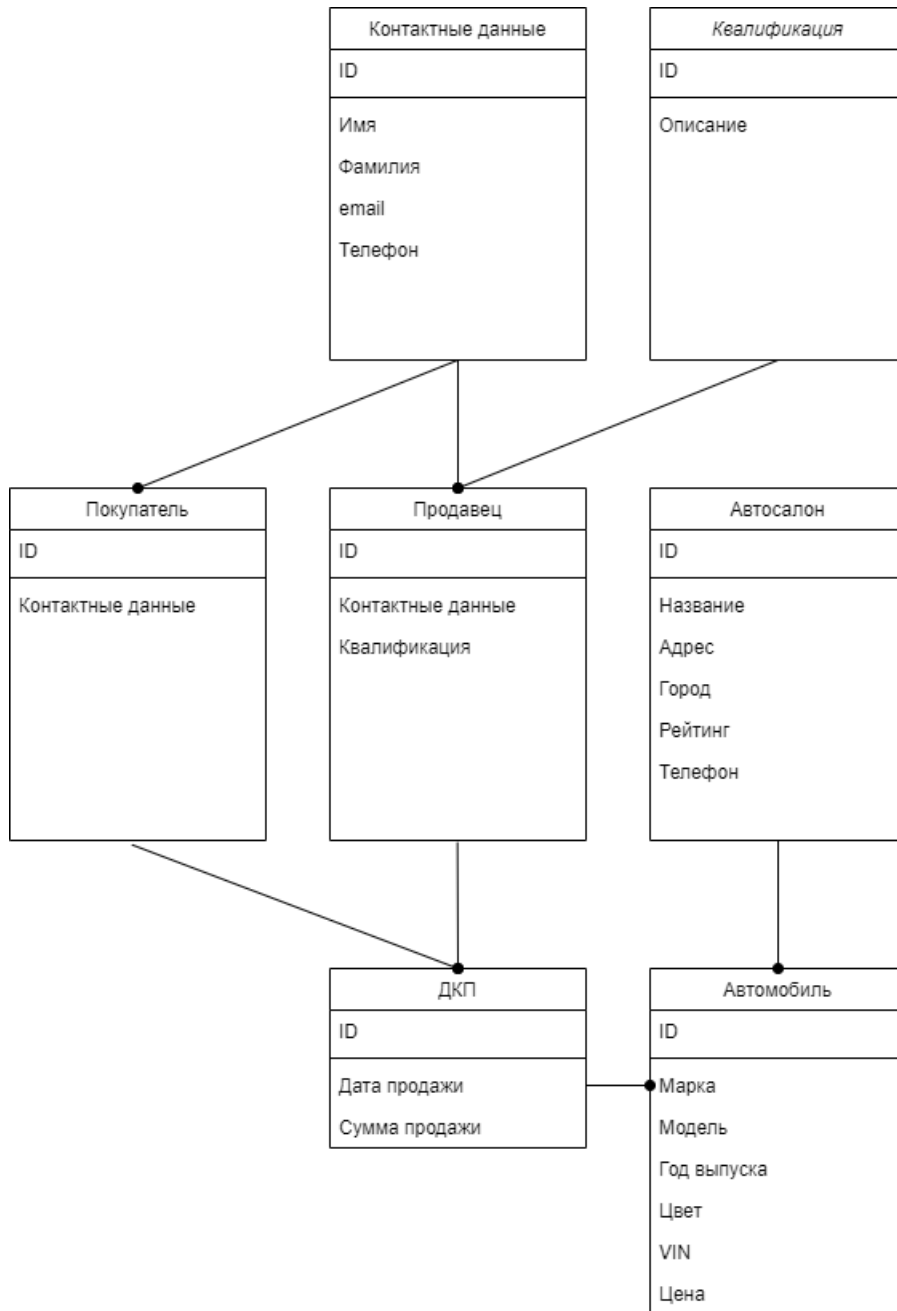 Контактные данные
ID
Имя
Фамилия
email
Телефон
Квалификация
ID
Описание
Покупатель
ID
Контактные данные
Продавец
ID
Контактные данные
Квалификация
Автосалон
ID
Название
Адрес
Город
Рейтинг
Телефон
ДКП
ID
Дата продажи
Сумма продажи
Автомобиль
ID
Марка
Модель
Год выпуска
Цвет
VIN
Цена